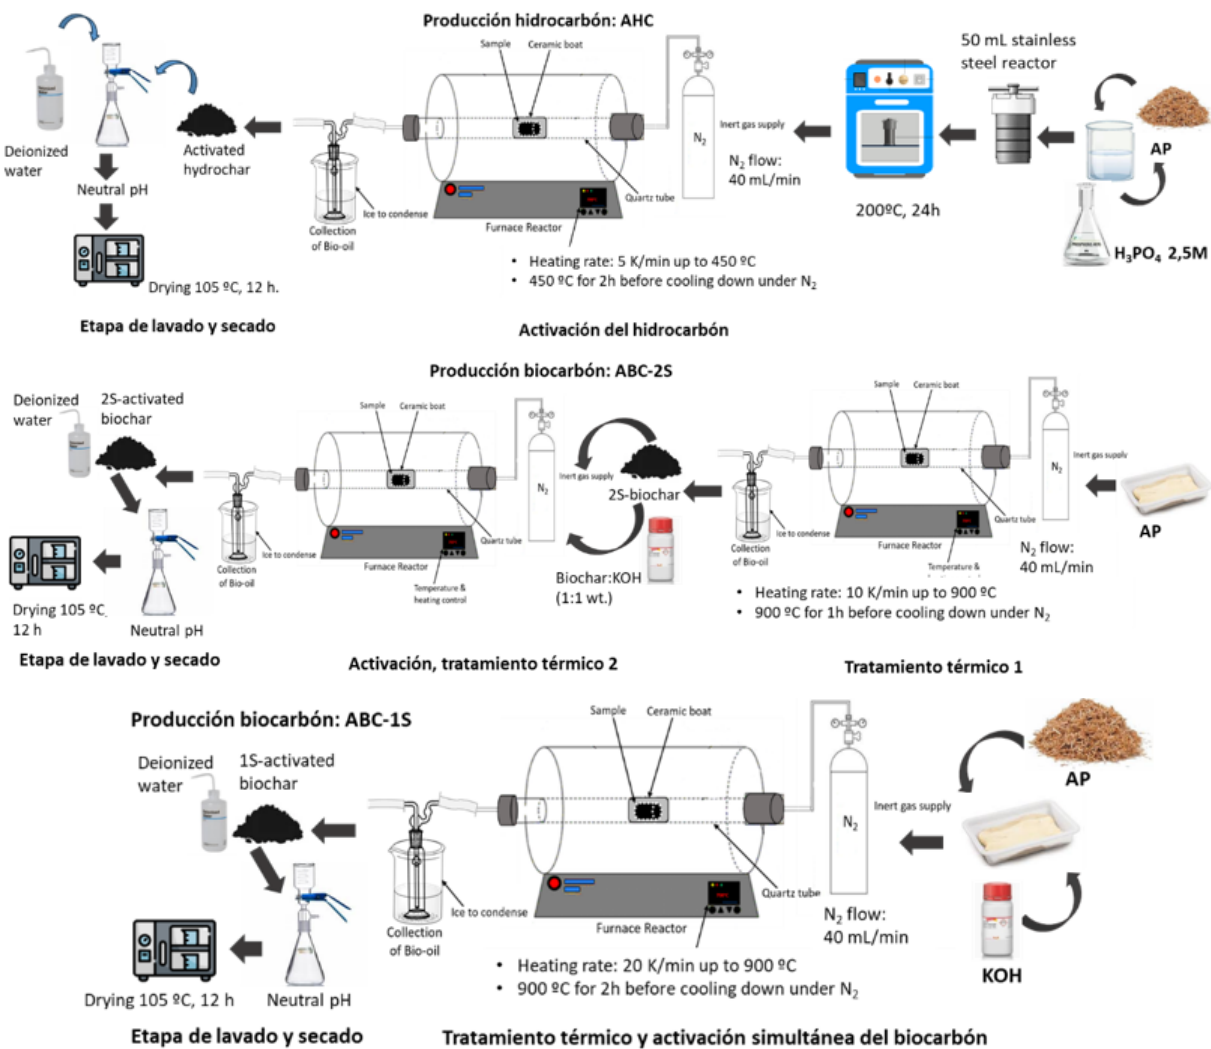 Producción hidrocarbón: AHC
Sample
Ceramic boat
50 mL stainless
steel reactor
Deionized
water
Activated
hydrochar
Neutral pH
Drying 105 ºC, 12 h.
Etapa de lavado y secado
Collection
of Bio-oil
Ice to condense
Furnace Reactor
Quartz tube
N₂
Inert gas supply
N₂ flow:
40 mL/min
• Heating rate: 5 K/min up to 450 ºC
• 450 ºC for 2h before cooling down under N₂
Activación del hidrocarbón
200ºC, 24h
AP
H₃PO₄ 2,5M
Producción biocarbón: ABC-2S
Deionized
water
2S-activated
biochar
Drying 105 ºC,
12 h
Neutral pH
Etapa de lavado y secado
Sample
Ceramic boat
Collection
of Bio-oil
Ice to condense
Furnace Reactor
Quartz tube
Temperature &
heating control
N₂
Inert gas supply
2S-biochar
Biochar:KOH
(1:1 wt.)
Activación, tratamiento térmico 2
Sample
Ceramic boat
Collection
of Bio-oil
Ice to condense
Furnace Reactor
Quartz tube
Temperature &
N₂
Inert gas supply
N₂ flow:
40 mL/min
AP
• Heating rate: 10 K/min up to 900 ºC
• 900 ºC for 1h before cooling down under N₂
Tratamiento térmico 1
Producción biocarbón: ABC-1S
Deionized
water
1S-activated
biochar
Drying 105 ºC, 12 h
Neutral pH
Etapa de lavado y secado
Sample
Ceramic boat
Collection
of Bio-oil
Ice to condense
Furnace Reactor
Quartz tube
N₂
Inert gas supply
N₂ flow:
40 mL/min
AP
KOH
• Heating rate: 20 K/min up to 900 ºC
• 900 ºC for 2h before cooling down under N₂
Tratamiento térmico y activación simultánea del biocarbón